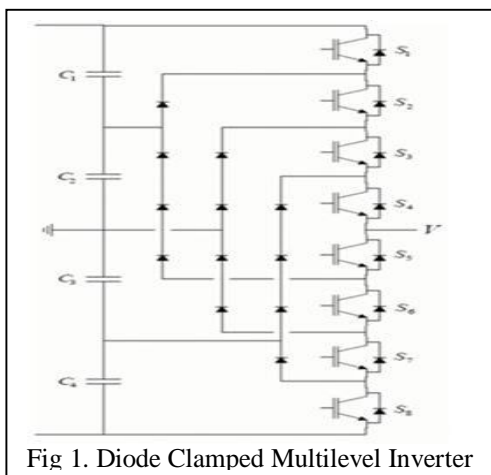 C₁
C₂
C₃
C₄
S₁
S₂
S₃
S₄
V
S₅
S₆
S₇
S₈
Fig 1. Diode Clamped Multilevel Inverter